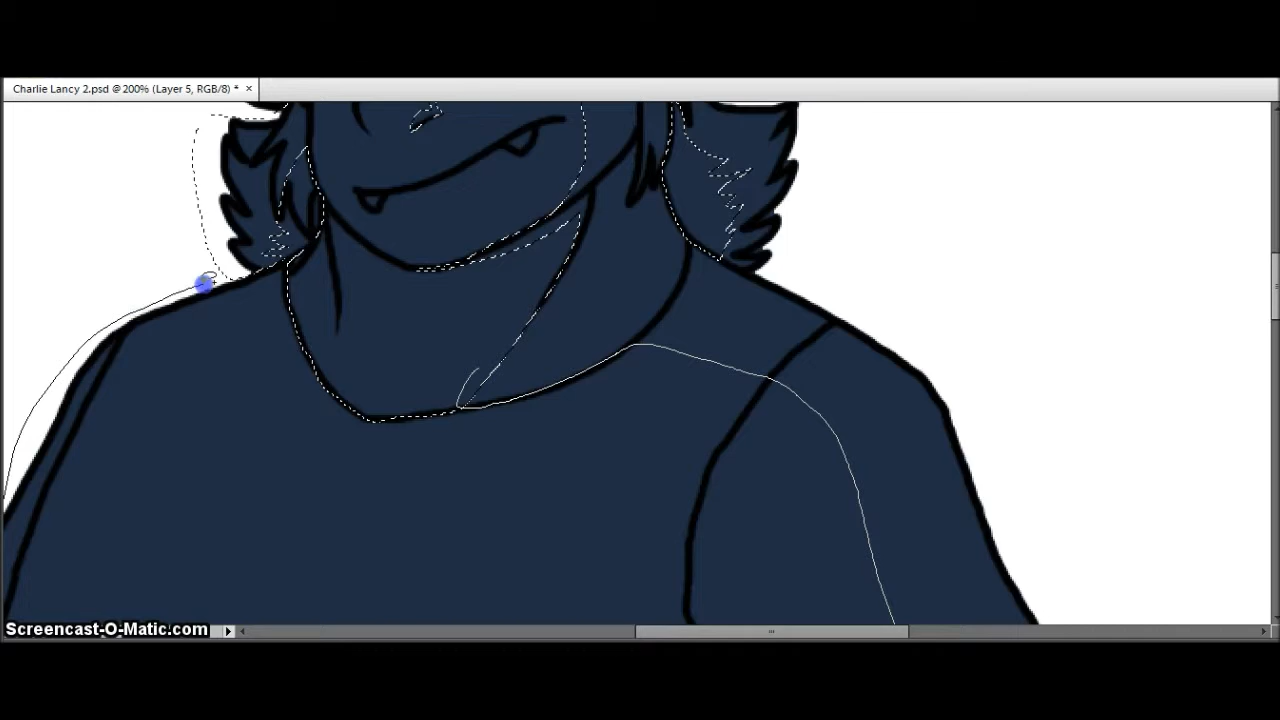 Charlie Lancy 2.psd @ 200% (Layer 5, RGB/8) *
Screencast-O-Matic.com